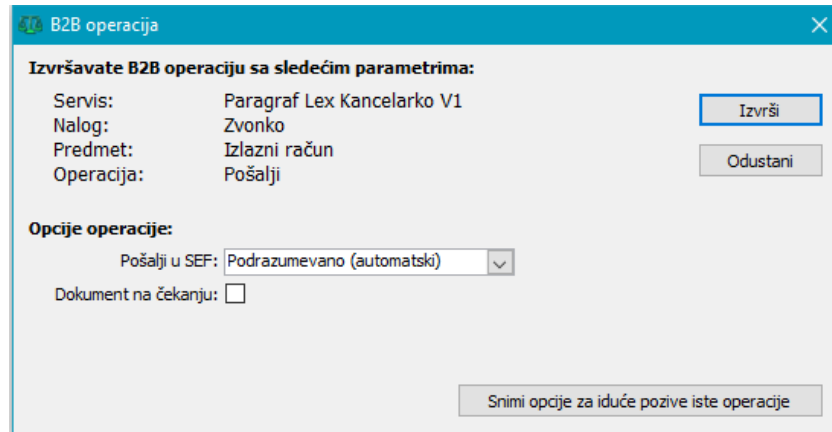 B2B operacija
Izvršavate B2B operaciju sa sledećim parametrima:
Servis: Paragraf Lex Kancelarko V1
Nalog: Zvonko
Predmet: Izlazni račun
Operacija: Pošalji
Izvrši
Odustani
Opcije operacije:
Pošalji u SEF: Podrazumevano (automatski)
Dokument na čekanju:
Snimi opcije za iduće pozive iste operacije